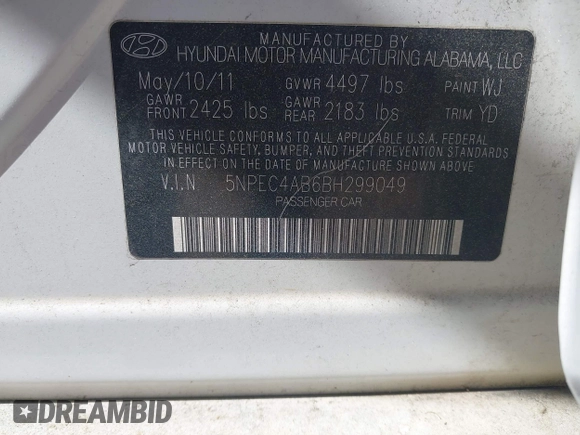 MANUFACTURED BY
HYUNDAI MOTOR MANUFACTURING ALABAMA, LLC
May/10/11 GVWR 4497 lbs PAINT WJ
GAWR FRONT 2425 lbs GAWR REAR 2183 lbs TRIM YD
THIS VEHICLE CONFORMS TO ALL APPLICABLE U.S.A. FEDERAL
MOTOR VEHICLE SAFETY, BUMPER, AND THEFT PREVENTION STANDARDS
IN EFFECT ON THE DATE OF MANUFACTURE SHOWN ABOVE
V.I.N 5NPEC4AB6BH299049
PASSENGER CAR
DREAMBID